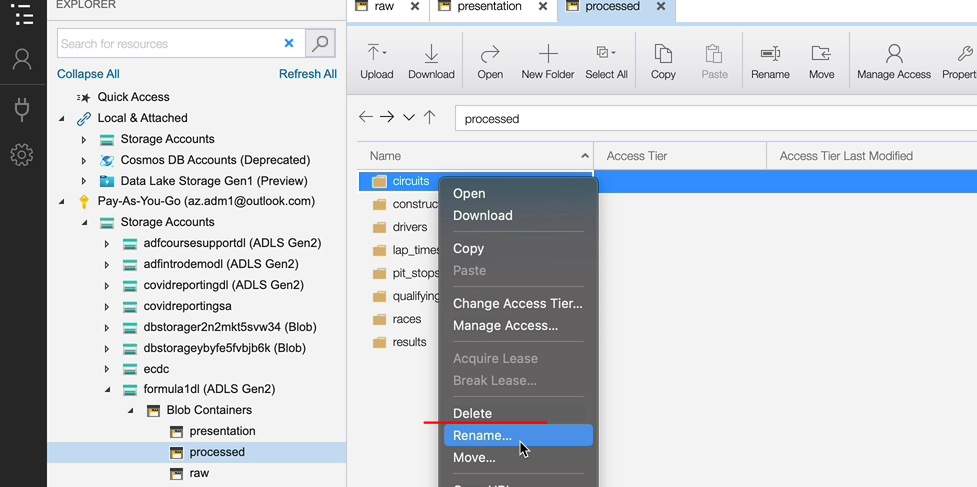 EXPLORER
raw
presentation
processed
Search for resources
Collapse All
Refresh All
Upload
Download
Open
New Folder
Select All
Copy
Paste
Rename
Move
Manage Access
processed
Name
Access Tier
Access Tier Last Modified
Quick Access
Local & Attached
Storage Accounts
Cosmos DB Accounts (Deprecated)
Data Lake Storage Gen1 (Preview)
Pay-As-You-Go (az.adm1@outlook.com)
Storage Accounts
adfcoursesupportdl (ADLS Gen2)
adfintrodemodl (ADLS Gen2)
covidreportingdl (ADLS Gen2)
covidreportingsa
dbstorager2n2mkt5svw34 (Blob)
dbstorageybyfe5fvbjb6k (Blob)
ecdc
formula1dl (ADLS Gen2)
Blob Containers
presentation
processed
raw
circuits
drivers
lap_times
pit_stops
qualifying
races
results
Open
Download
Copy
Paste
Change Access Tier...
Manage Access...
Acquire Lease
Break Lease...
Delete
Rename...
Move...